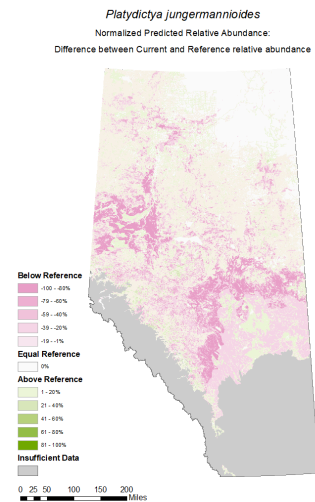 Platydictya jungermannioides
Normalized Predicted Relative Abundance:
Difference between Current and Reference relative abundance
Below Reference
-100 - -80%
-79 - -60%
-59 - -40%
-39 - -20%
-19 - -1%
Equal Reference
0%
Above Reference
1 - 20%
21 - 40%
41 - 60%
61 - 80%
81 - 100%
Insufficient Data
0 25 50 100 150 200
Miles